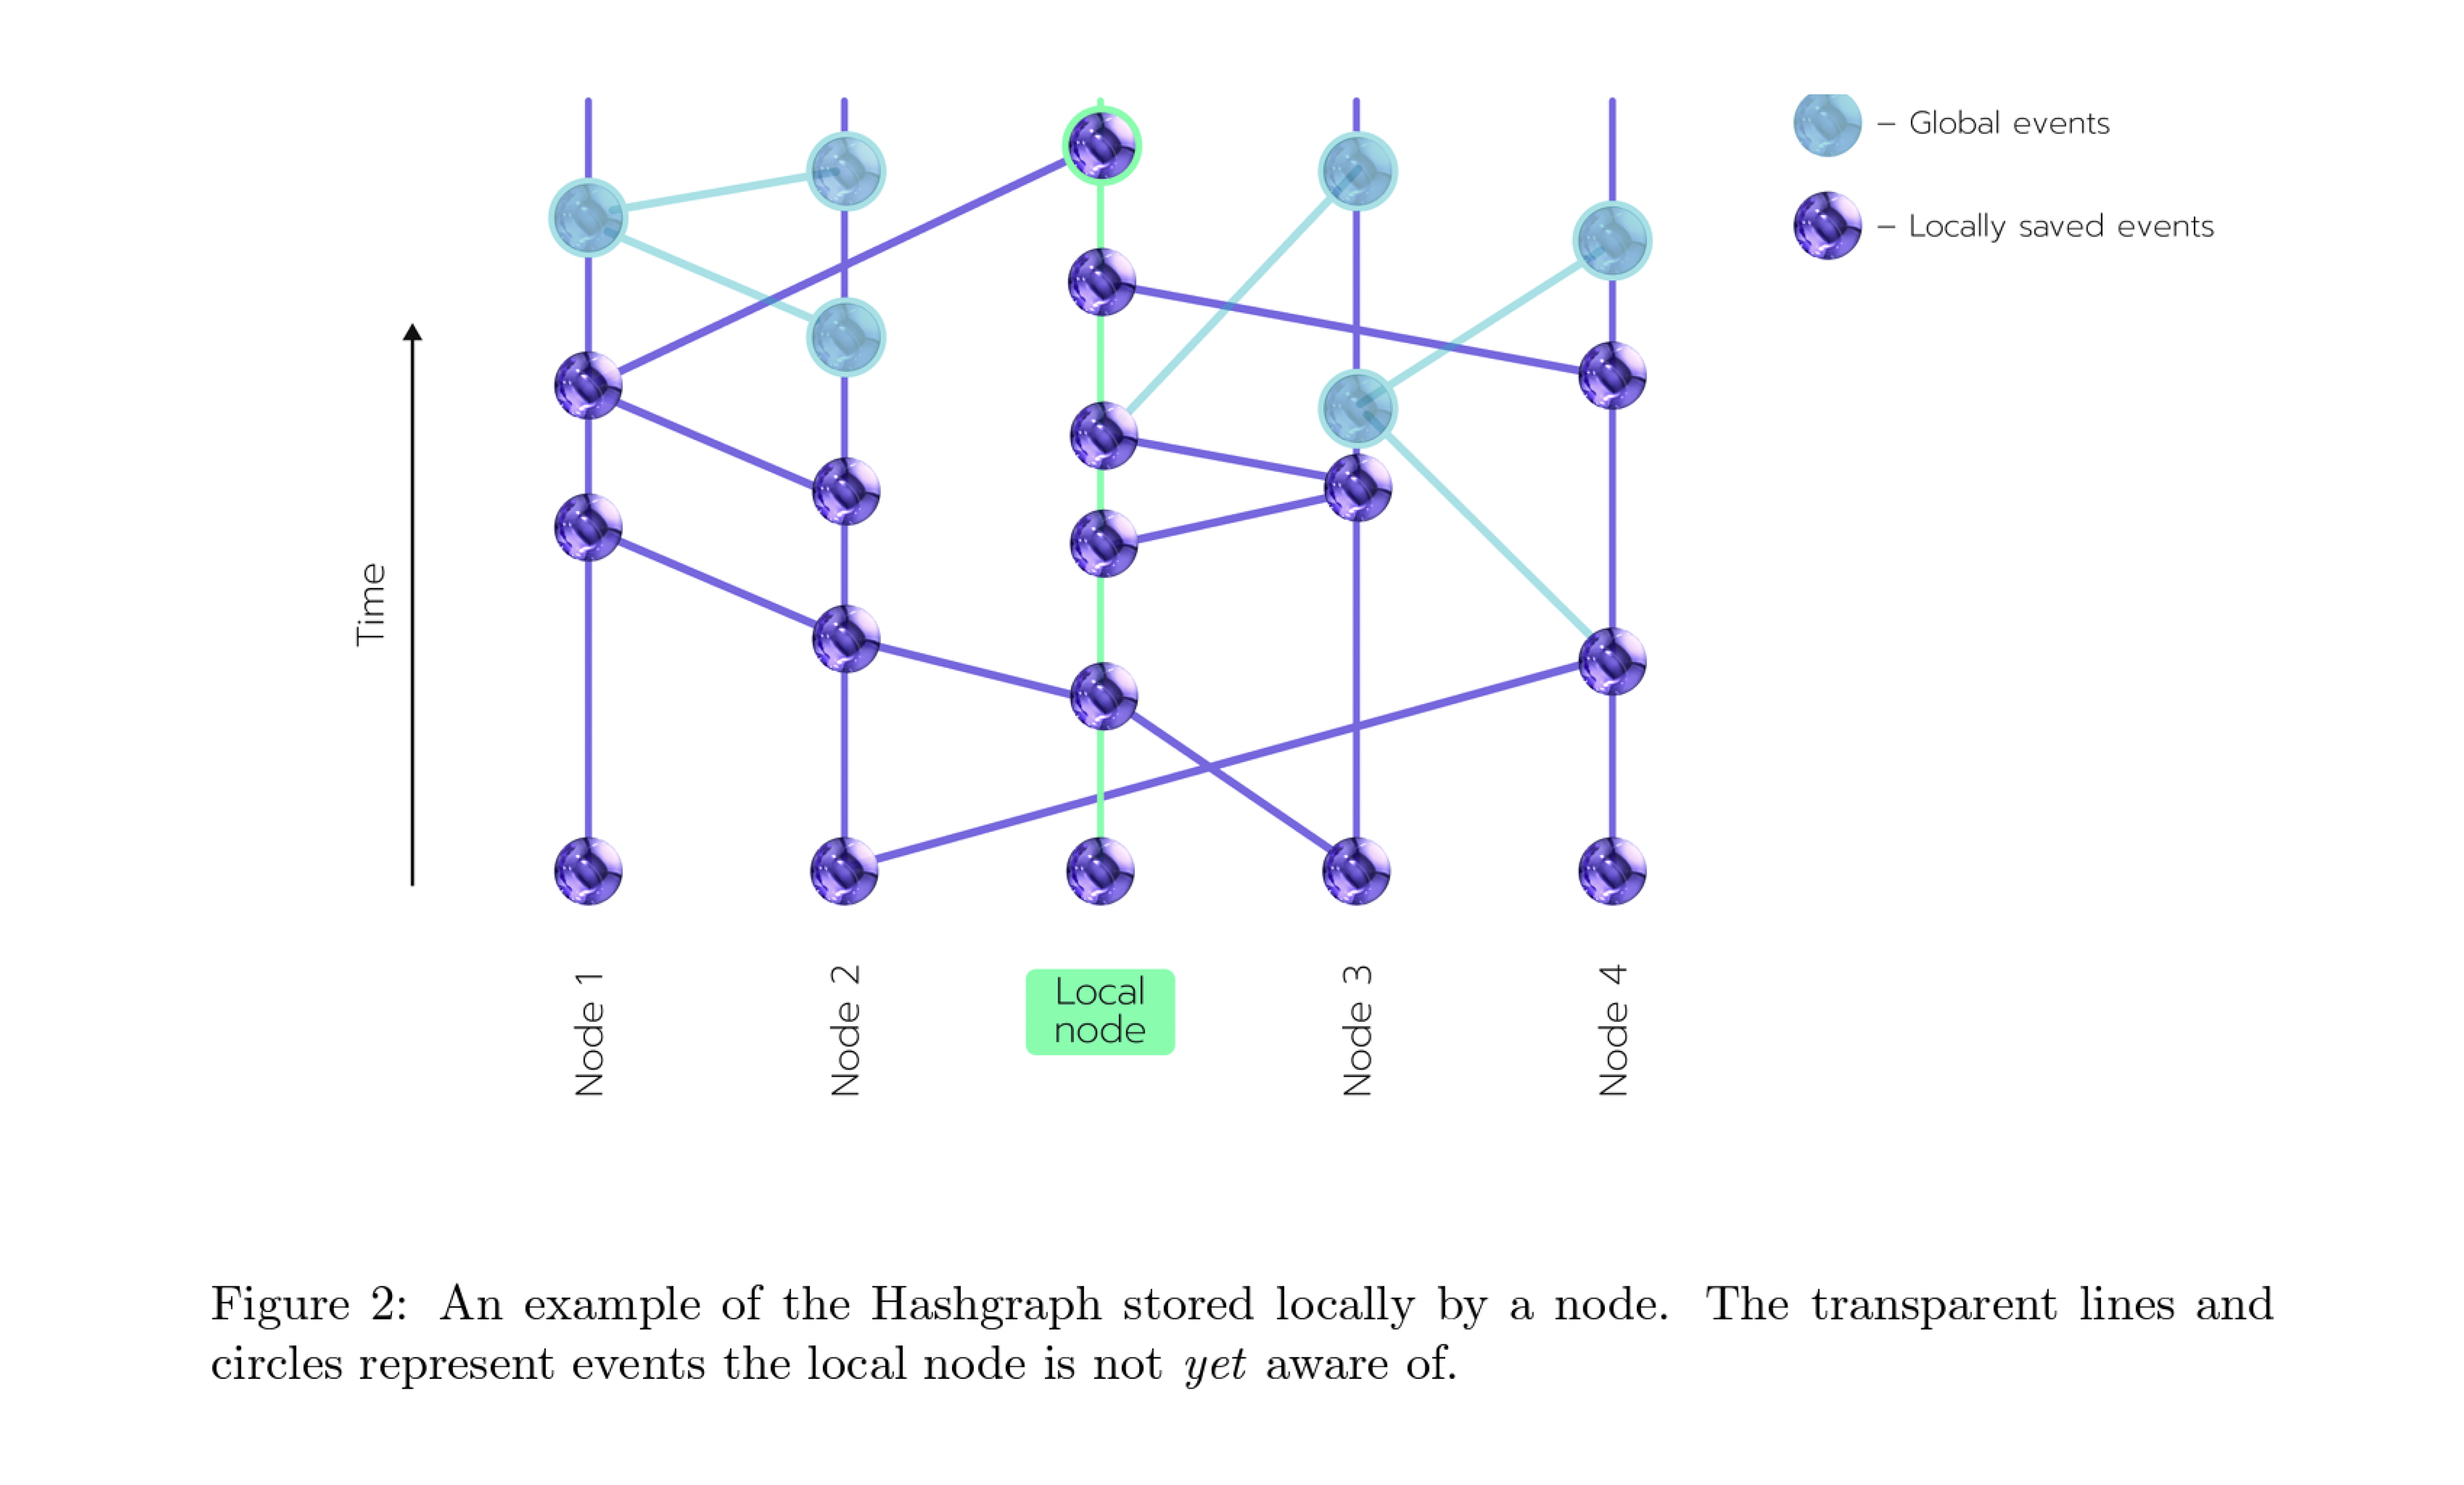 – Global events
– Locally saved events
Time
Node 1
Node 2
Local
node
Node 3
Node 4
Figure 2: An example of the Hashgraph stored locally by a node. The transparent lines and
circles represent events the local node is not yet aware of.